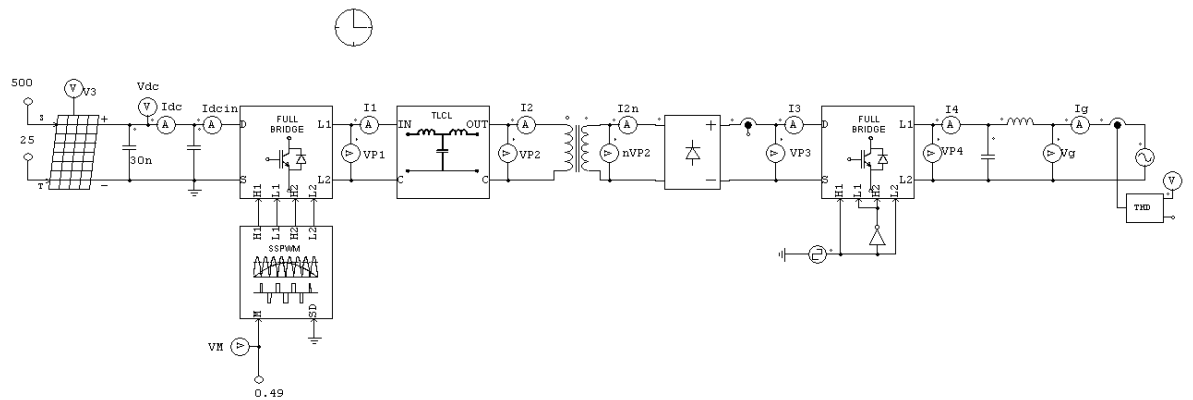 500
S
25
T
V
V3
+
-
Vdc
V
Idc
A
Idcin
A
30n
D
S
FULL
BRIDGE
L1
L2
H1
L1
H2
L2
I1
A
VP1
IN
C
TLCL
OUT
C
I2
A
VP2
I2n
A
nVP2
+
-
I3
A
VP3
D
S
FULL
BRIDGE
L1
L2
H1
L1
H2
L2
I4
A
VP4
Ig
A
Vg
V
THD
H1
L1
H2
L2
SSPWM
M
SD
VM
0.49